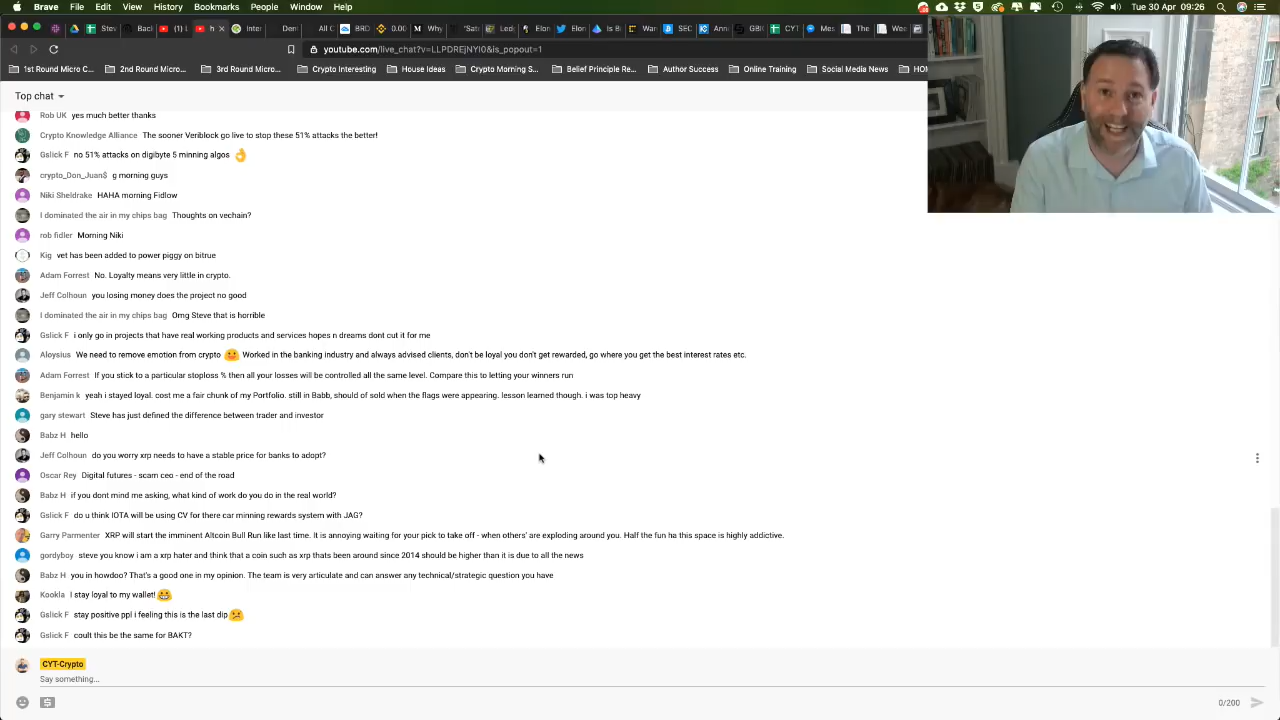 Brave File Edit View History Bookmarks People Window Help
Tue 30 Apr 09:26
Stev
(1) L
h
Inter
Den
All C
BRD
0.00
Why
Elon
Is B
War
SEC
Ann
GBI
CYT
Mes
The
youtube.com/live_chat?v=LLPDREjNYI0&is_popout=1
1st Round Micro C...
2nd Round Micro...
3rd Round Micro...
Crypto Interesting
House Ideas
Crypto Morning S...
Belief Principle Re...
Author Success
Online Training
Social Media News
HOM
Top chat
Rob UK yes much better thanks
Crypto Knowledge Alliance The sooner Veriblock go live to stop these 51% attacks the better!
Gslick F no 51% attacks on digibyte 5 minning algos 👌
crypto_Don_Juan$ g morning guys
Niki Sheldrake HAHA morning Fidlow
I dominated the air in my chips bag Thoughts on vechain?
rob fidler Morning Niki
Kig vet has been added to power piggy on bitrue
Adam Forrest No. Loyalty means very little in crypto.
Jeff Colhoun you losing money does the project no good
I dominated the air in my chips bag Omg Steve that is horrible
Gslick F i only go in projects that have real working products and services hopes n dreams dont cut it for me
Aloysius We need to remove emotion from crypto Worked in the banking industry and always advised clients, don't be loyal you don't get rewarded, go where you get the best interest rates etc.
Adam Forrest If you stick to a particular stoploss % then all your losses will be controlled all the same level. Compare this to letting your winners run
Benjamin k yeah i stayed loyal. cost me a fair chunk of my Portfolio. still in Babb, should of sold when the flags were appearing. lesson learned though. i was top heavy
gary stewart Steve has just defined the difference between trader and investor
Babz H hello
Jeff Colhoun do you worry xrp needs to have a stable price for banks to adopt?
Oscar Rey Digital futures - scam ceo - end of the road
Babz H if you dont mind me asking, what kind of work do you do in the real world?
Gslick F do u think IOTA will be using CV for there car minning rewards system with JAG?
Garry Parmenter XRP will start the imminent Altcoin Bull Run like last time. It is annoying waiting for your pick to take off - when others' are exploding around you. Half the fun ha this space is highly addictive.
gordyboy steve you know i am a xrp hater and think that a coin such as xrp thats been around since 2014 should be higher than it is due to all the news
Babz H you in howdoo? That's a good one in my opinion. The team is very articulate and can answer any technical/strategic question you have
Kookla I stay loyal to my wallet!
Gslick F stay positive ppl i feeling this is the last dip
Gslick F coult this be the same for BAKT?
CYT-Crypto
Say something...
0/200